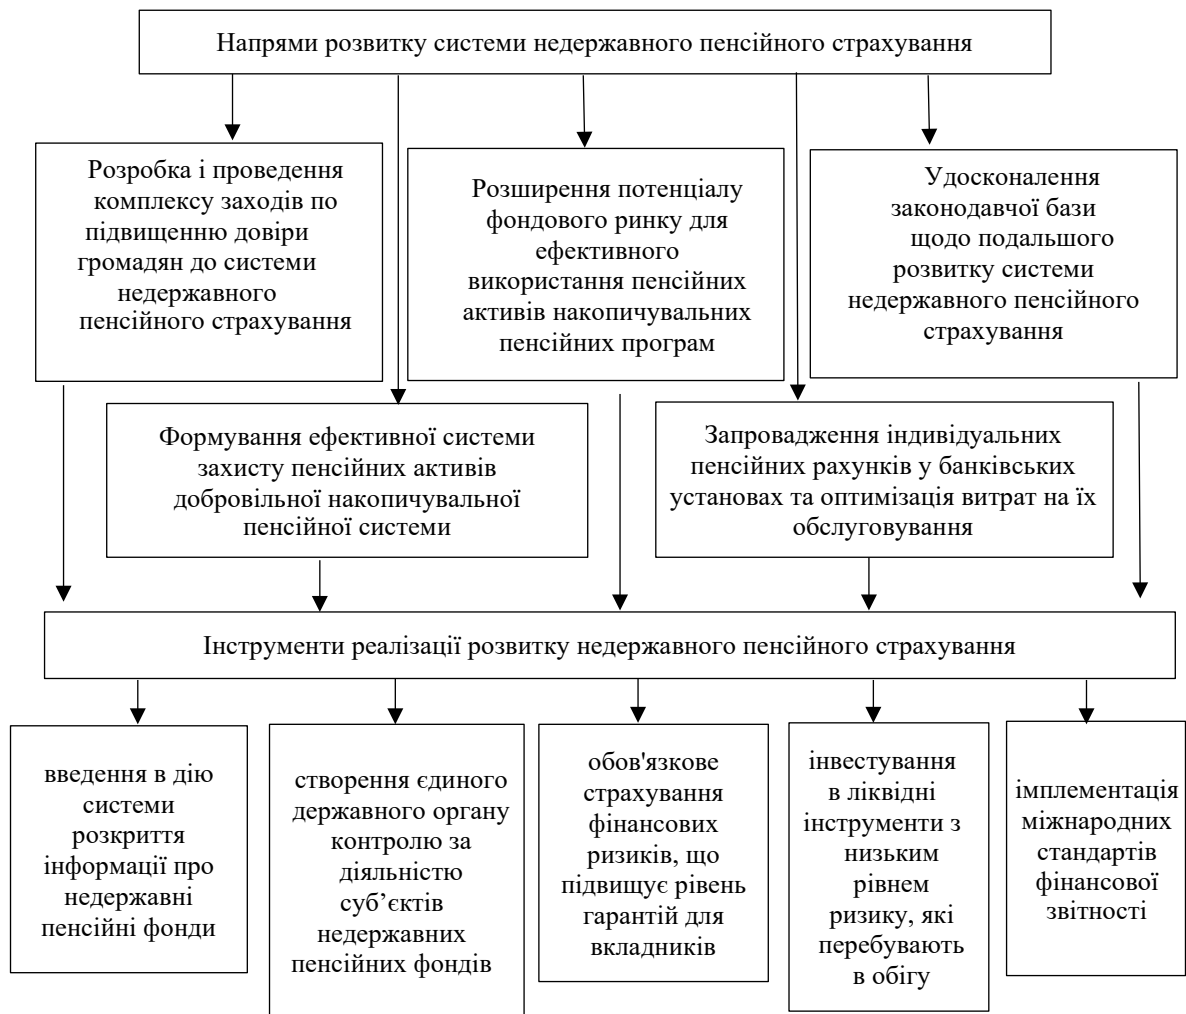 Напрями розвитку системи недержавного пенсійного страхування
Розробка і проведення
комплексу заходів по
підвищенню довіри
громадян до системи
недержавного
пенсійного страхування
Розширення потенціалу
фондового ринку для
ефективного
використання пенсійних
активів накопичувальних
пенсійних програм
Удосконалення
законодавчої бази
щодо подальшого
розвитку системи
недержавного пенсійного
страхування
Формування ефективної системи
захисту пенсійних активів
добровільної накопичувальної
пенсійної системи
Запровадження індивідуальних
пенсійних рахунків у банківських
установах та оптимізація витрат на їх
обслуговування
Інструменти реалізації розвитку недержавного пенсійного страхування
введення в дію
системи
розкриття
інформації про
недержавні
пенсійні фонди
створення єдиного
державного органу
контролю за
діяльністю
суб’єктів
недержавних
пенсійних фондів
обов'язкове
страхування
фінансових
ризиків, що
підвищує рівень
гарантій для
вкладників
інвестування
в ліквідні
інструменти з
низьким
рівнем
ризику, які
перебувають
в обігу
імплементація
міжнародних
стандартів
фінансової
звітності